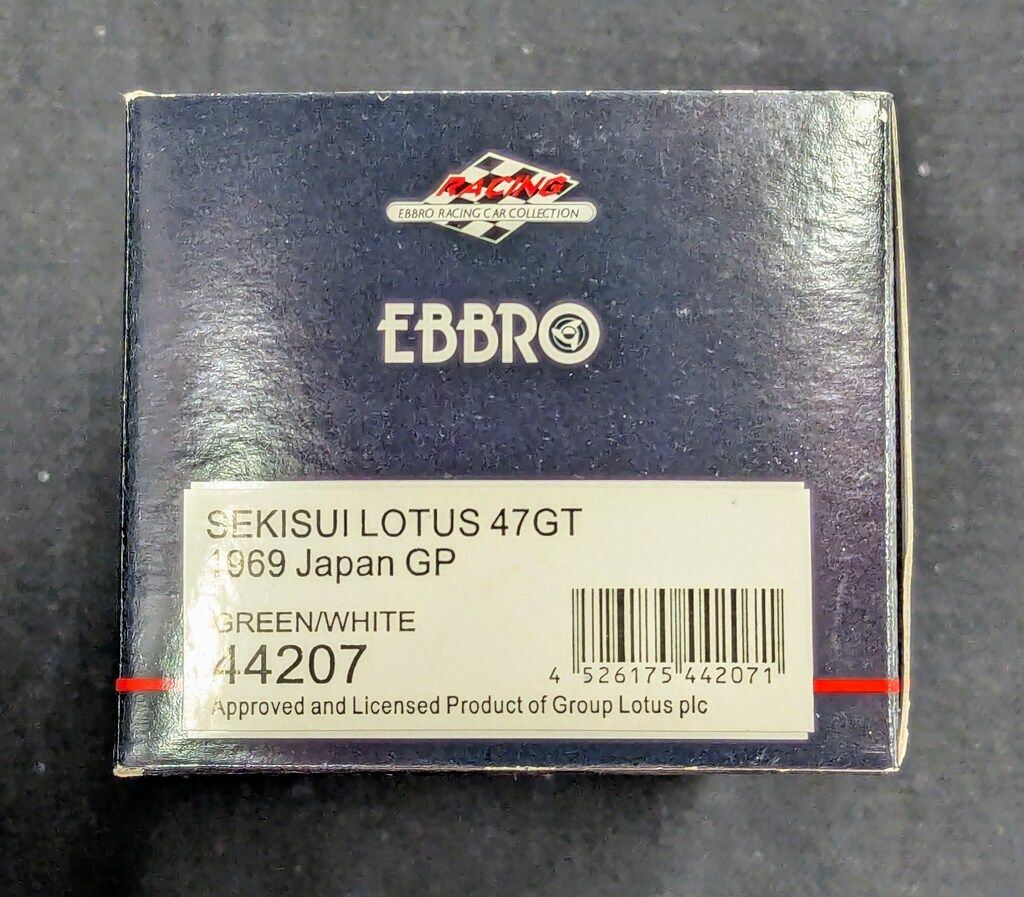 RACING
EBBRO RACING CAR COLLECTION
EBBRO
SEKISUI LOTUS 47GT
1969 Japan GP
GREEN/WHITE
44207
4 526175 442071
Approved and Licensed Product of Group Lotus plc